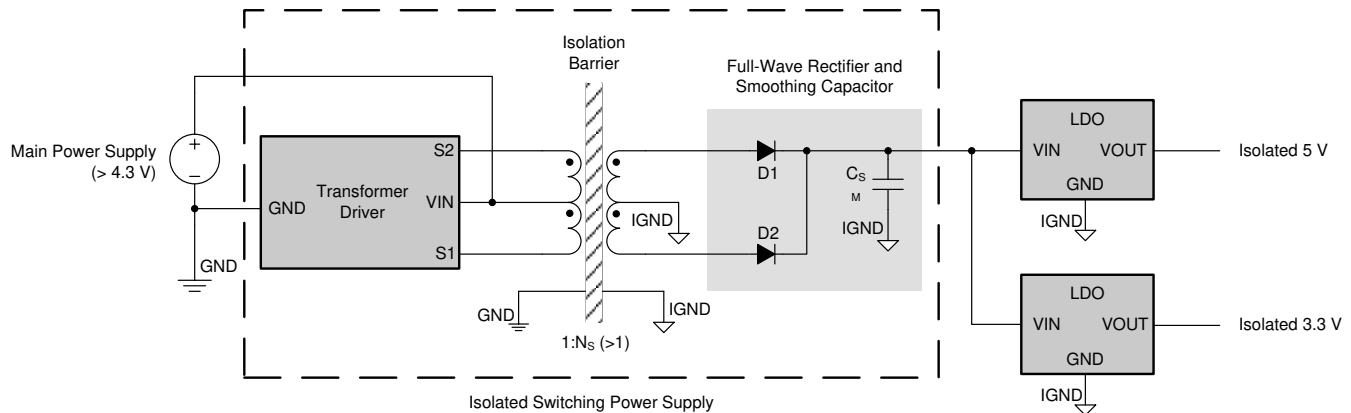 Isolation
Barrier
Full-Wave Rectifier and
Smoothing Capacitor
Main Power Supply
(> 4.3 V)
+
−
GND
GND
Transformer
Driver
S2
VIN
S1
GND
IGND
IGND
1:NS (>1)
D1
D2
CS
M
IGND
LDO
VIN
VOUT
GND
IGND
Isolated 5 V
LDO
VIN
VOUT
GND
IGND
Isolated 3.3 V
Isolated Switching Power Supply